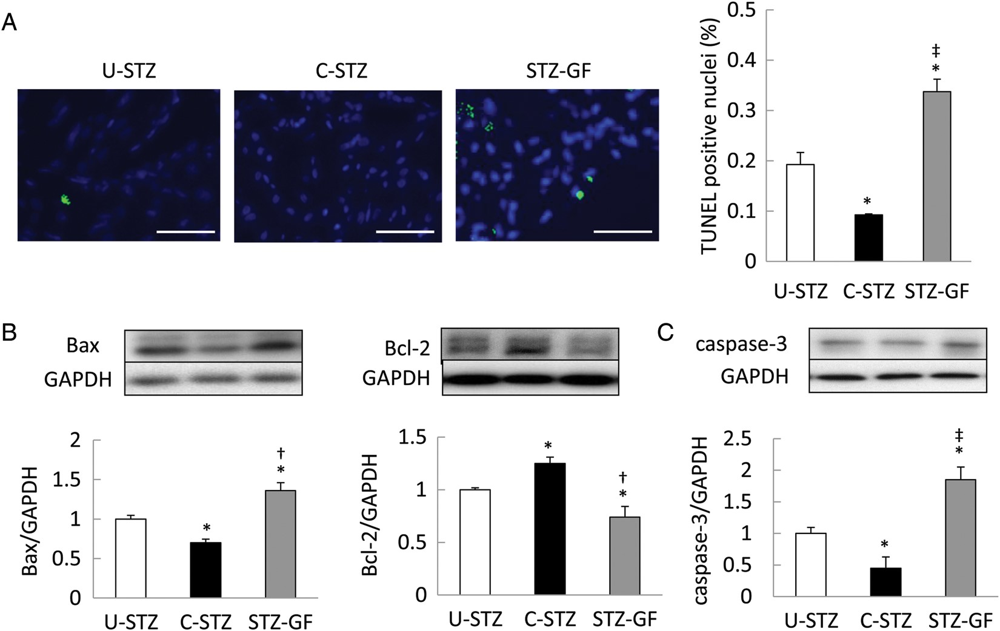 A
U-STZ
C-STZ
STZ-GF
TUNEL positive nuclei (%)
0.5
0.4
0.3
0.2
0.1
0
*
‡
*
U-STZ C-STZ STZ-GF
B
Bax
GAPDH
Bax/GAPDH
2
1.5
1
0.5
0
*
†
*
U-STZ C-STZ STZ-GF
Bcl-2
GAPDH
Bcl-2/GAPDH
1.5
1
0.5
0
*
†
*
U-STZ C-STZ STZ-GF
C
caspase-3
GAPDH
caspase-3/GAPDH
2.5
2
1.5
1
0.5
0
*
‡
*
U-STZ C-STZ STZ-GF